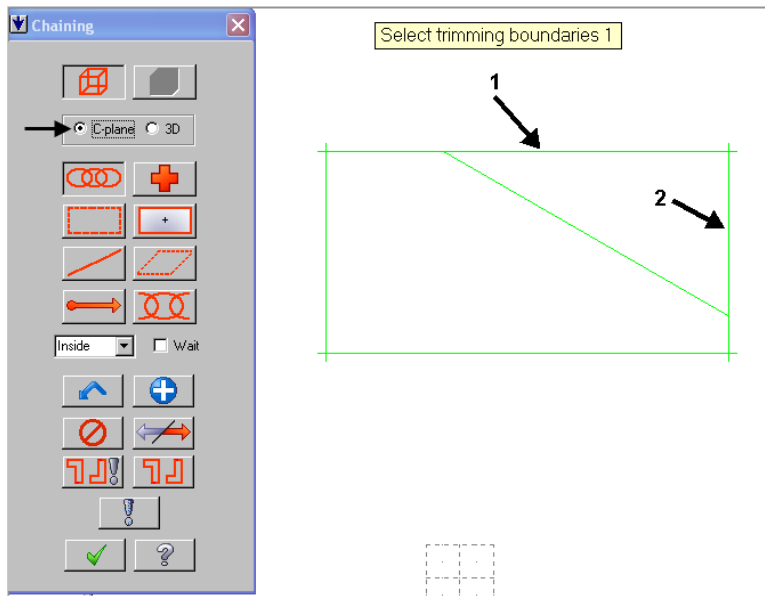 Chaining
Select trimming boundaries 1
1
C-plane 3D
2
Inside Wait